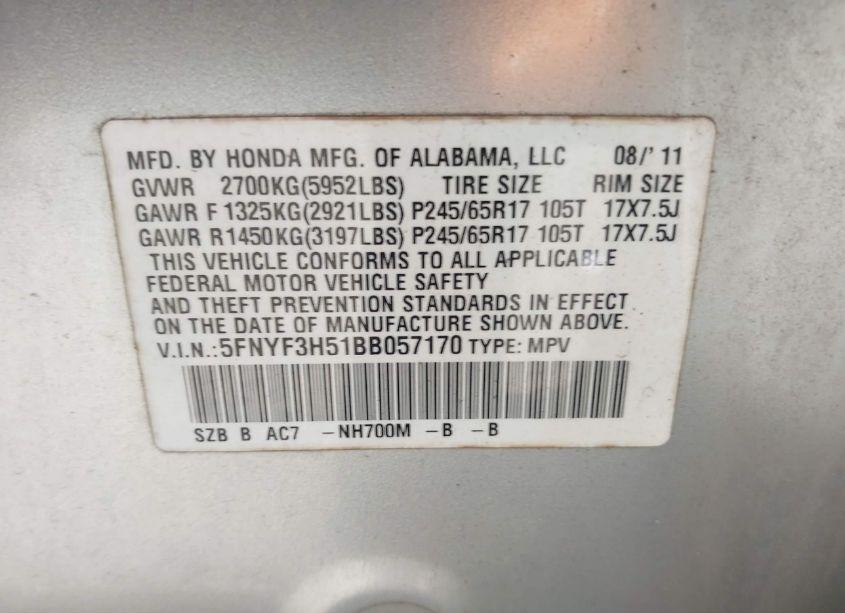 MFD. BY HONDA MFG. OF ALABAMA, LLC 08/' 11
GVWR 2700KG(5952LBS) TIRE SIZE RIM SIZE
GAWR F 1325KG(2921LBS) P245/65R17 105T 17X7.5J
GAWR R1450KG(3197LBS) P245/65R17 105T 17X7.5J
THIS VEHICLE CONFORMS TO ALL APPLICABLE
FEDERAL MOTOR VEHICLE SAFETY
AND THEFT PREVENTION STANDARDS IN EFFECT
ON THE DATE OF MANUFACTURE SHOWN ABOVE.
V.I.N.:5FNYF3H51BB057170 TYPE: MPV
SZB B AC7 -NH700M -B -B